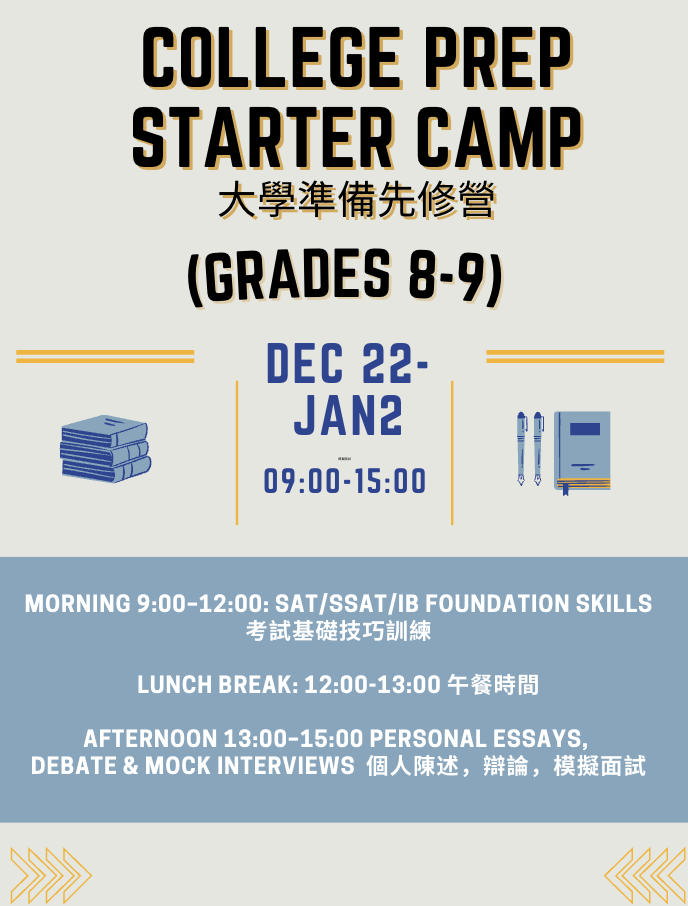 COLLEGE PREP
STARTER CAMP
大學準備先修營
(GRADES 8-9)
DEC 22-
JAN2
09:00-15:00
MORNING 9:00–12:00: SAT/SSAT/IB FOUNDATION SKILLS
考試基礎技巧訓練
LUNCH BREAK: 12:00-13:00 午餐時間
AFTERNOON 13:00–15:00 PERSONAL ESSAYS,
DEBATE & MOCK INTERVIEWS 個人陳述，辯論，模擬面試